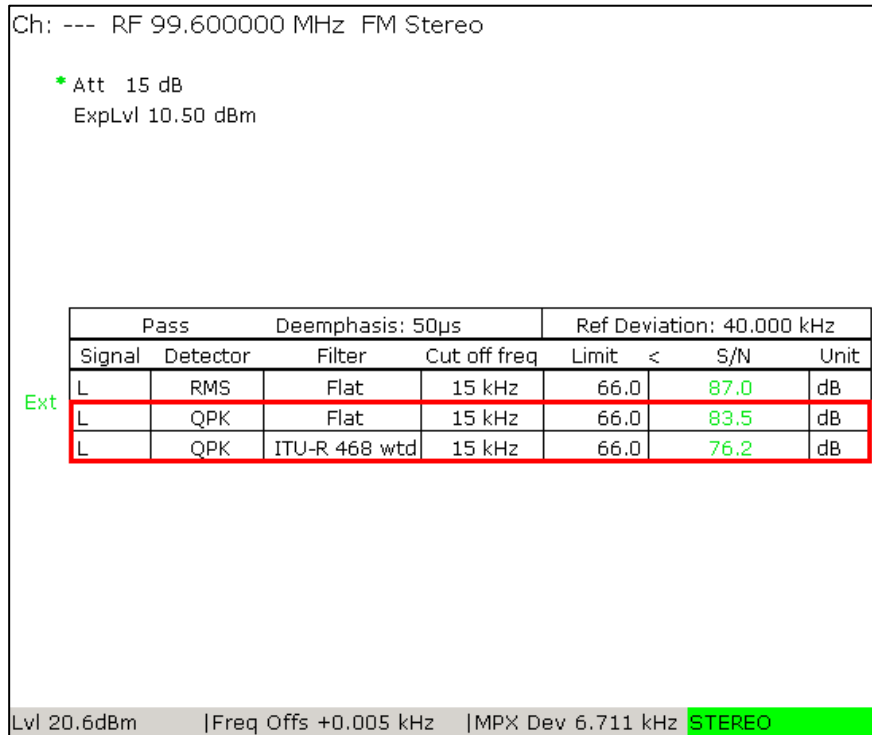 Ch: --- RF 99.600000 MHz FM Stereo
* Att 15 dB
ExpLvl 10.50 dBm
Pass Deemphasis: 50µs Ref Deviation: 40.000 kHz
Signal Detector Filter Cut off freq Limit < S/N Unit
L RMS Flat 15 kHz 66.0 87.0 dB
Ext
L QPK Flat 15 kHz 66.0 83.5 dB
L QPK ITU-R 468 wtd 15 kHz 66.0 76.2 dB
Lvl 20.6dBm |Freq Offs +0.005 kHz |MPX Dev 6.711 kHz STEREO